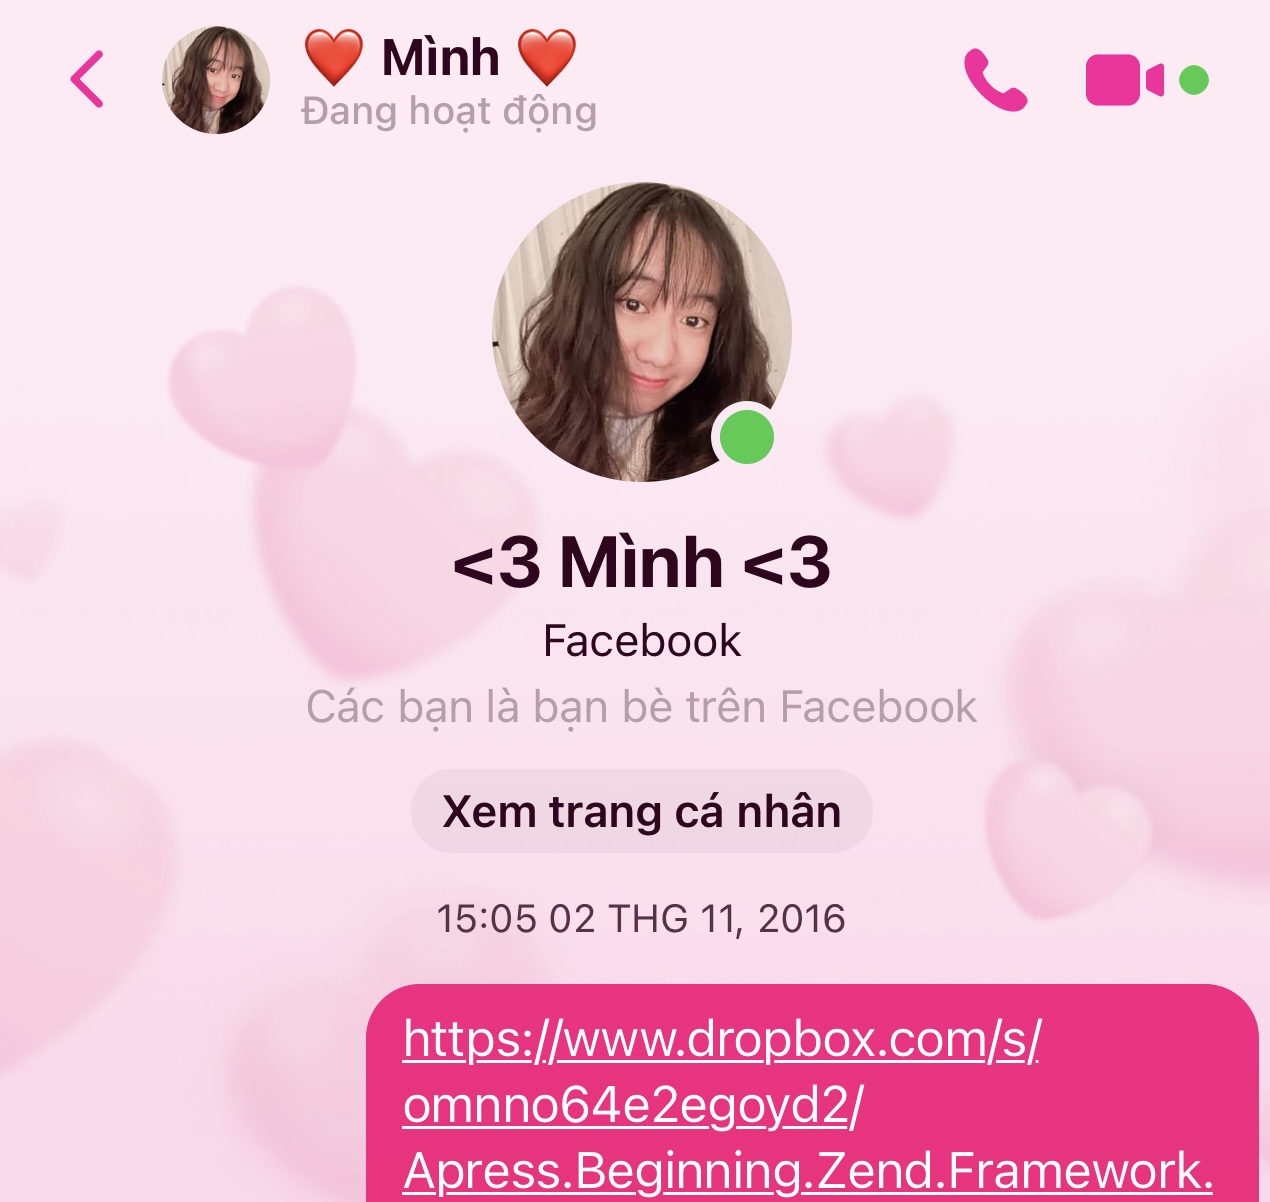 ❤️ Mình ❤️
Đang hoạt động
<3 Mình <3
Facebook
Các bạn là bạn bè trên Facebook
Xem trang cá nhân
15:05 02 THG 11, 2016
https://www.dropbox.com/s/
omnno64e2egoyd2/
Apress.Beginning.Zend.Framework.